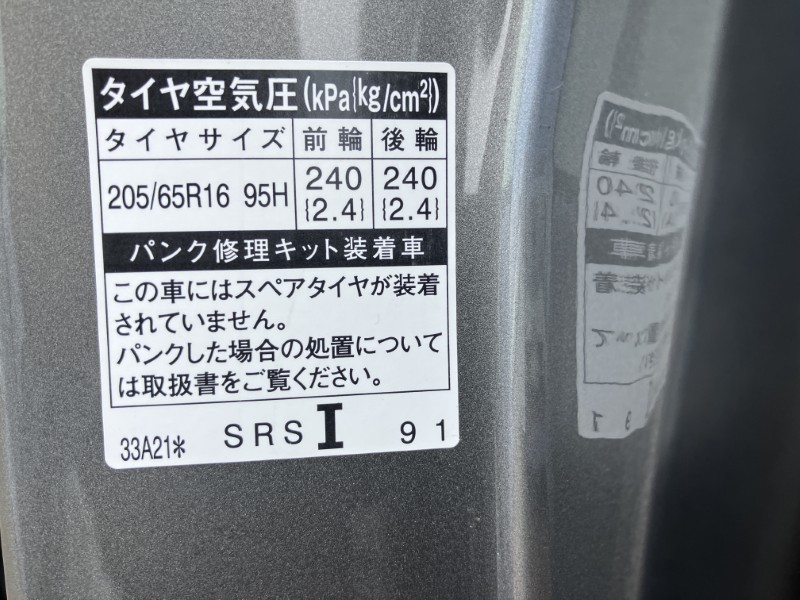 タイヤ空気圧(kPa{kg/cm²})
タイヤサイズ 前輪 後輪
205/65R16 95H 240 {2.4} 240 {2.4}
パンク修理キット装着車
この車にはスペアタイヤが装着
されていません。
パンクした場合の処置について
は取扱書をご覧ください。
33A21* SRS I 91